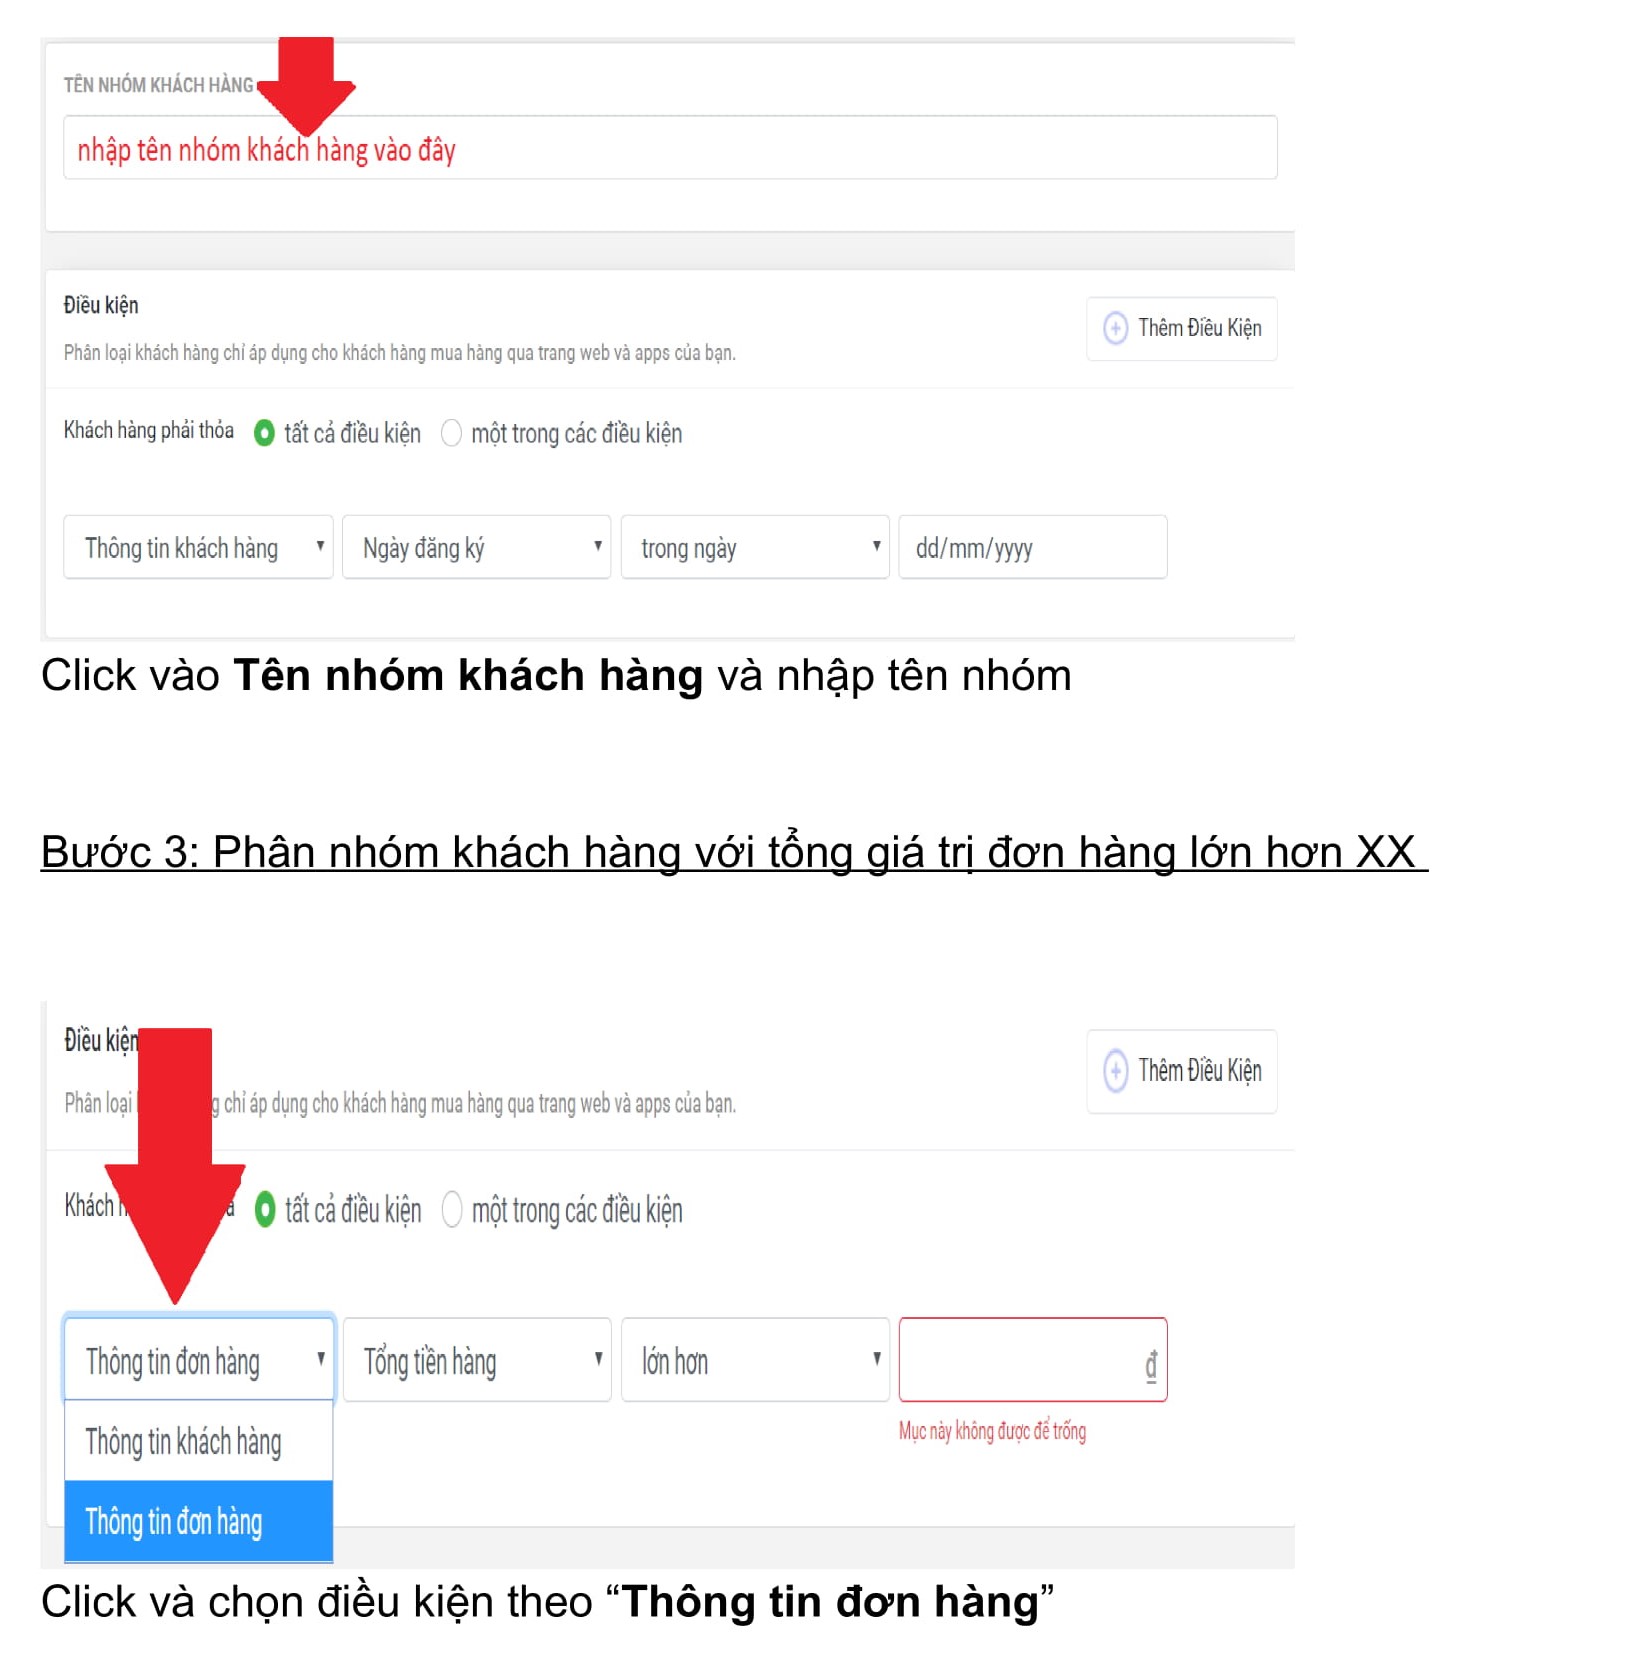 TÊN NHÓM KHÁCH HÀNG
nhập tên nhóm khách hàng vào đây
Điều kiện
Thêm Điều Kiện
Phân loại khách hàng chỉ áp dụng cho khách hàng mua hàng qua trang web và apps của bạn.
Khách hàng phải thỏa tất cả điều kiện một trong các điều kiện
Thông tin khách hàng Ngày đăng ký trong ngày dd/mm/yyyy
Click vào Tên nhóm khách hàng và nhập tên nhóm
Bước 3: Phân nhóm khách hàng với tổng giá trị đơn hàng lớn hơn XX
Điều kiện
Thêm Điều Kiện
Phân loại chỉ áp dụng cho khách hàng mua hàng qua trang web và apps của bạn.
Khách tất cả điều kiện một trong các điều kiện
Thông tin đơn hàng Tổng tiền hàng lớn hơn đ
Mục này không được để trống
Thông tin khách hàng
Thông tin đơn hàng
Click và chọn điều kiện theo “Thông tin đơn hàng”